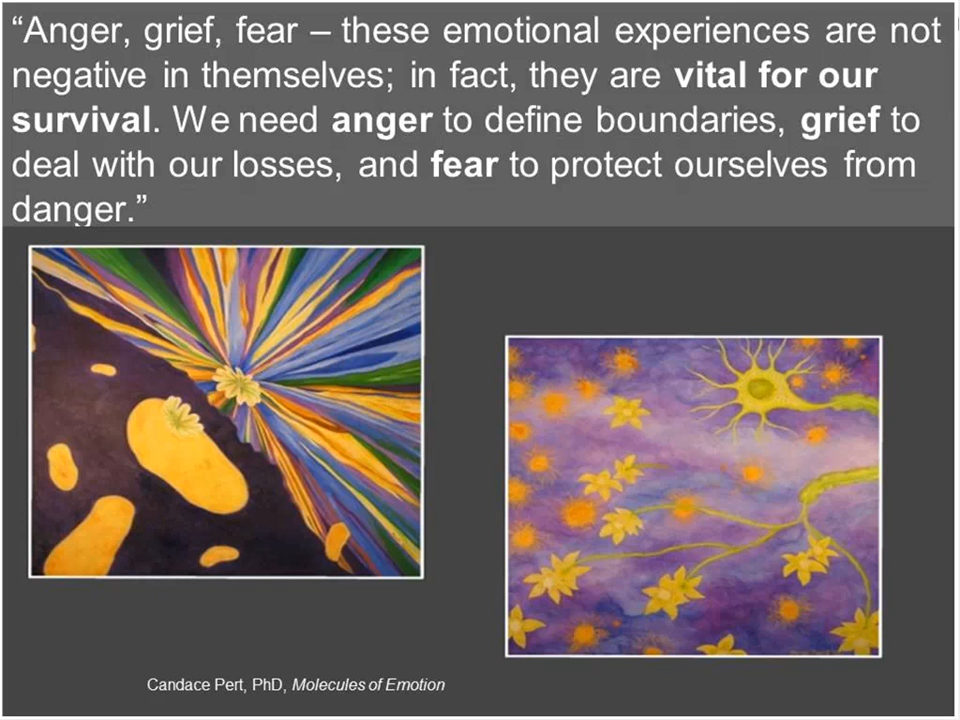 “Anger, grief, fear – these emotional experiences are not
negative in themselves; in fact, they are vital for our
survival. We need anger to define boundaries, grief to
deal with our losses, and fear to protect ourselves from
danger.”
Candace Pert, PhD, Molecules of Emotion